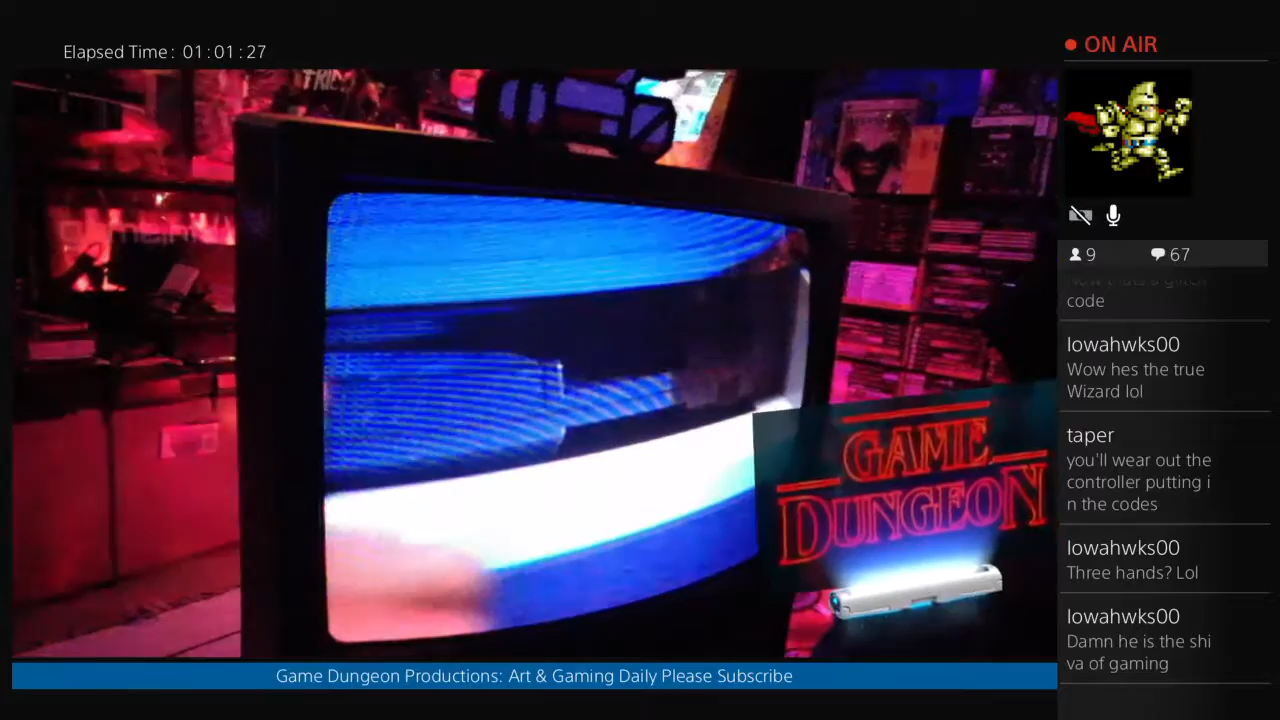 Elapsed Time: 01:01:27
ON AIR
9
67
code
Iowahwks00
Wow hes the true
Wizard lol
taper
you'll wear out the
controller putting i
n the codes
Iowahwks00
Three hands? Lol
Iowahwks00
Damn he is the shi
va of gaming
GAME
DUNGEON
Game Dungeon Productions: Art & Gaming Daily Please Subscribe